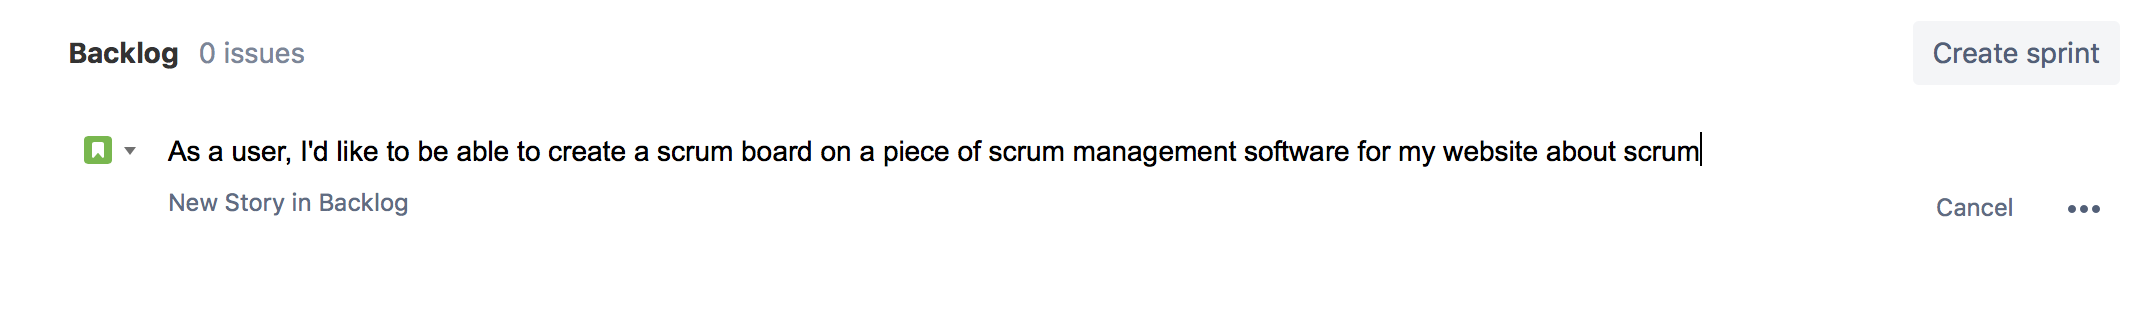 Backlog 0 issues Create sprint
As a user, I'd like to be able to create a scrum board on a piece of scrum management software for my website about scrum
New Story in Backlog Cancel